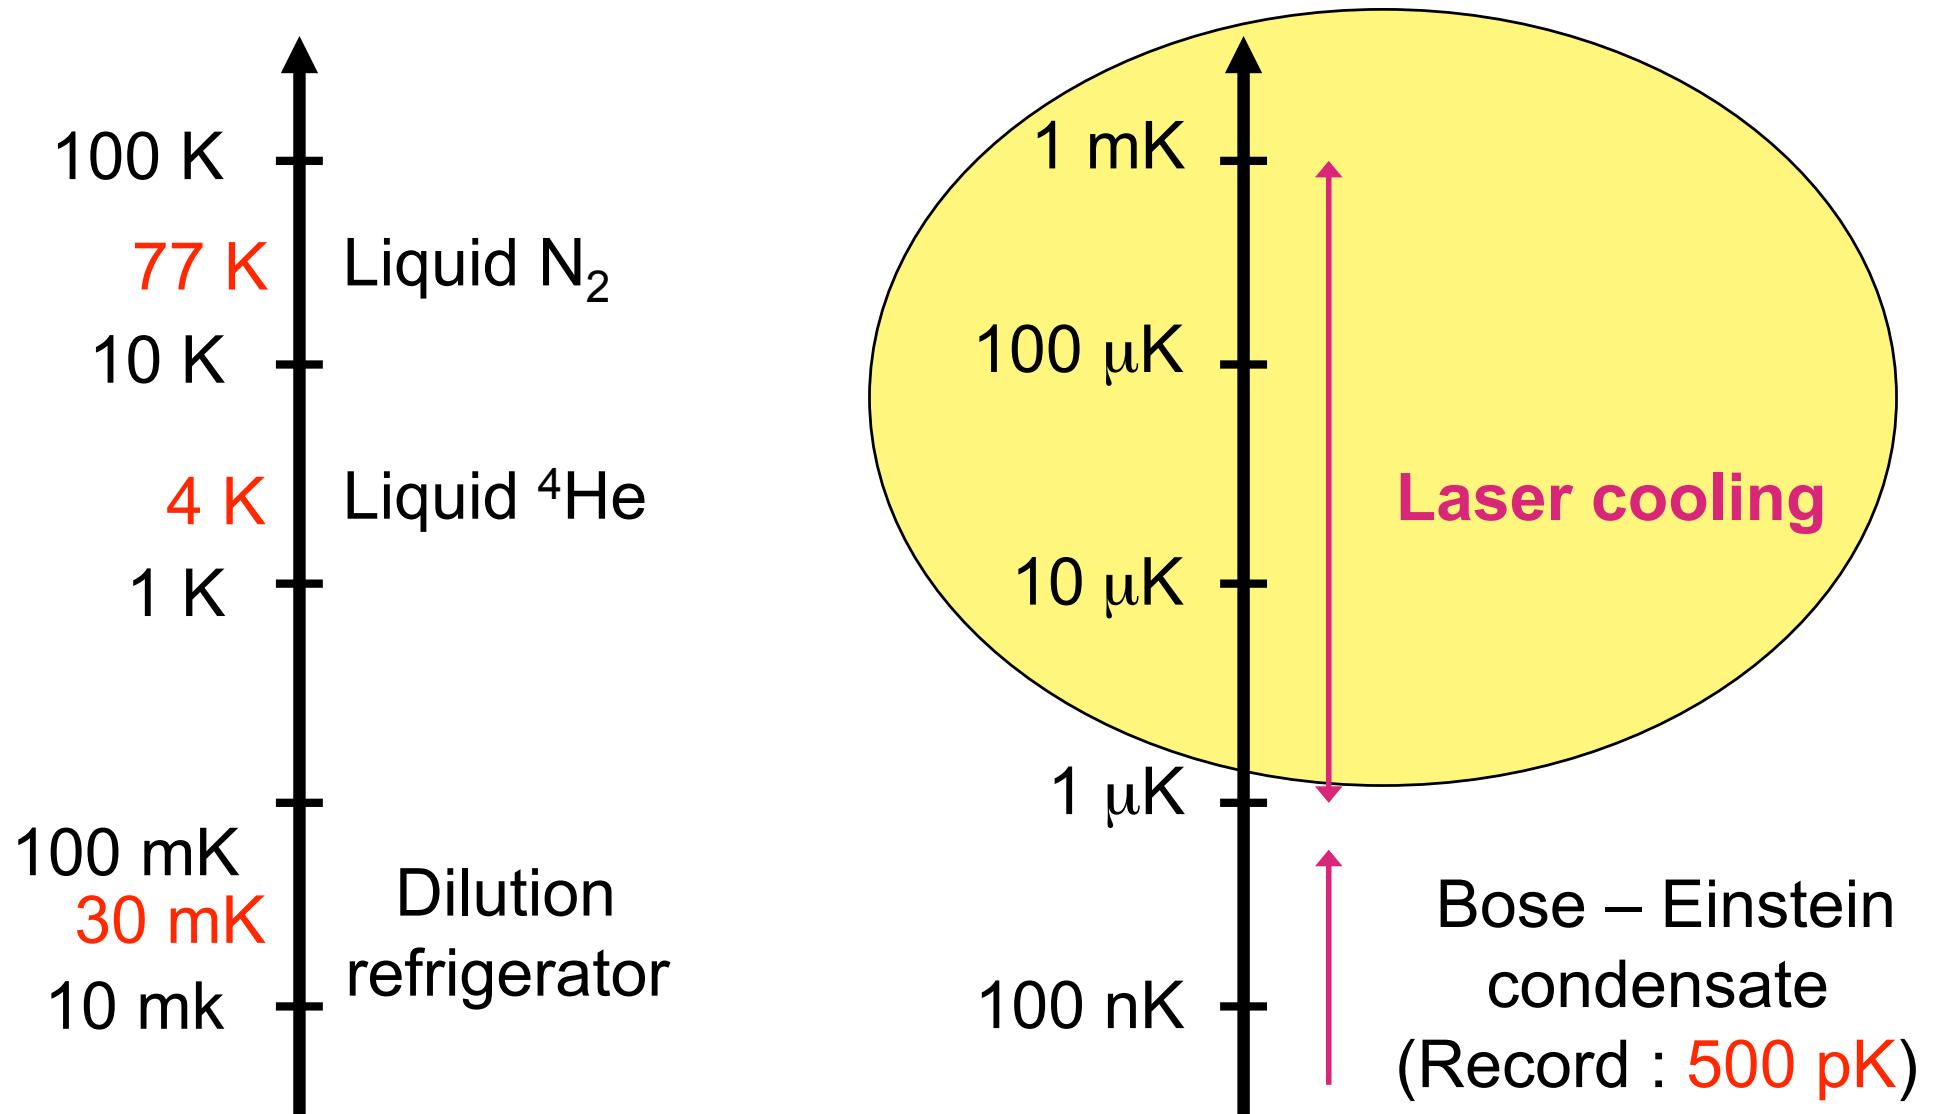 100 K
77 K Liquid N₂
10 K
4 K Liquid ⁴He
1 K
100 mK
30 mK
10 mk
Dilution
refrigerator
1 mK
100 μK
Laser cooling
10 μK
1 μK
100 nK
Bose – Einstein
condensate
(Record : 500 pK)